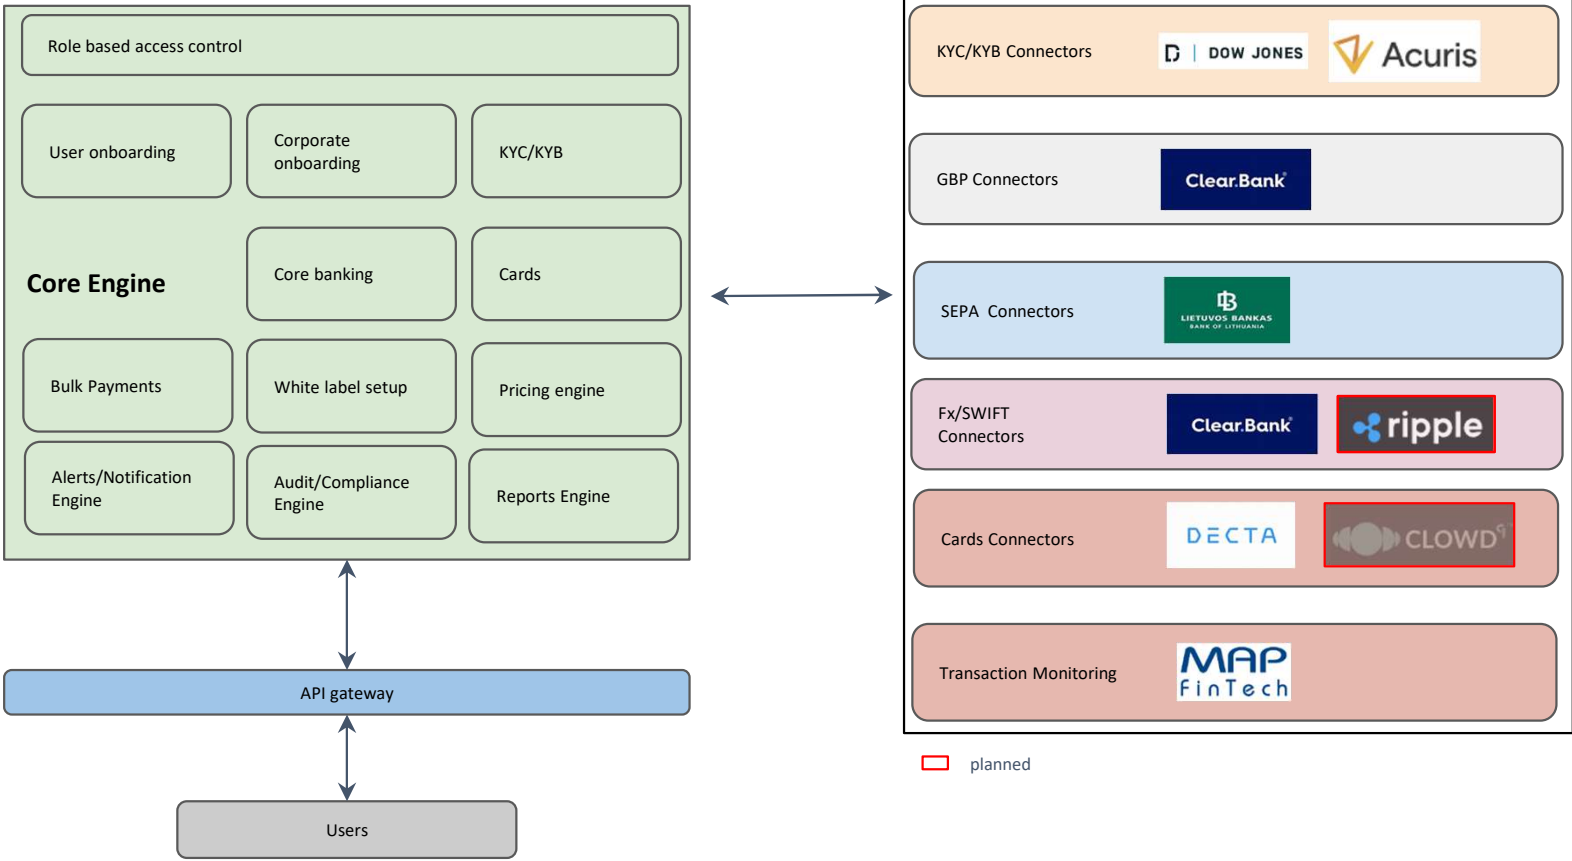 Role based access control
User onboarding
Corporate
onboarding
KYC/KYB
Core Engine
Core banking
Cards
Bulk Payments
White label setup
Pricing engine
Alerts/Notification
Engine
Audit/Compliance
Engine
Reports Engine
API gateway
Users
KYC/KYB Connectors
DOW JONES
Acuris
GBP Connectors
Clear.Bank
SEPA  Connectors
LIETUVOS BANKAS
BANK OF LITHUANIA
Fx/SWIFT
Connectors
Clear.Bank
ripple
Cards Connectors
DECTA
CLOWD9
Transaction Monitoring
MAP
FinTech
planned